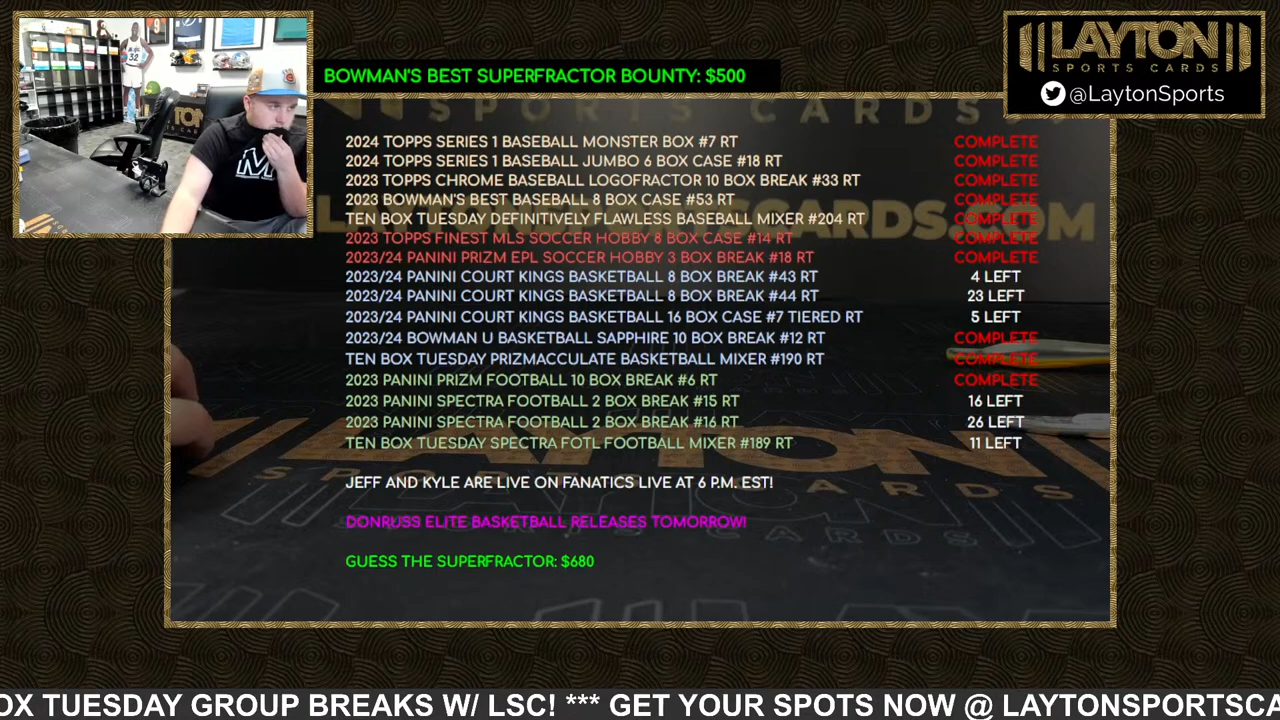 BOWMAN'S BEST SUPERFRACTOR BOUNTY: $500
LAYTON
SPORTS CARDS
@LaytonSports
32
SPORTS CARDS
2024 TOPPS SERIES 1 BASEBALL MONSTER BOX #7 RT COMPLETE
2024 TOPPS SERIES 1 BASEBALL JUMBO 6 BOX CASE #18 RT COMPLETE
2023 TOPPS CHROME BASEBALL LOGOFRACTOR 10 BOX BREAK #33 RT COMPLETE
2023 BOWMAN'S BEST BASEBALL 8 BOX CASE #53 RT COMPLETE
TEN BOX TUESDAY DEFINITIVELY FLAWLESS BASEBALL MIXER #204 RT COMPLETE
2023 TOPPS FINEST MLS SOCCER HOBBY 8 BOX CASE #14 RT COMPLETE
2023/24 PANINI PRIZM EPL SOCCER HOBBY 3 BOX BREAK #18 RT COMPLETE
2023/24 PANINI COURT KINGS BASKETBALL 8 BOX BREAK #43 RT 4 LEFT
2023/24 PANINI COURT KINGS BASKETBALL 8 BOX BREAK #44 RT 23 LEFT
2023/24 PANINI COURT KINGS BASKETBALL 16 BOX CASE #7 TIERED RT 5 LEFT
2023/24 BOWMAN U BASKETBALL SAPPHIRE 10 BOX BREAK #12 RT COMPLETE
TEN BOX TUESDAY PRIZMACCULATE BASKETBALL MIXER #190 RT COMPLETE
2023 PANINI PRIZM FOOTBALL 10 BOX BREAK #6 RT COMPLETE
2023 PANINI SPECTRA FOOTBALL 2 BOX BREAK #15 RT 16 LEFT
2023 PANINI SPECTRA FOOTBALL 2 BOX BREAK #16 RT 26 LEFT
TEN BOX TUESDAY SPECTRA FOTL FOOTBALL MIXER #189 RT 11 LEFT
JEFF AND KYLE ARE LIVE ON FANATICS LIVE AT 6 P.M. EST!
DONRUSS ELITE BASKETBALL RELEASES TOMORROW!
GUESS THE SUPERFRACTOR: $680
OX TUESDAY GROUP BREAKS W/ LSC! *** GET YOUR SPOTS NOW @ LAYTONSPORTSCA